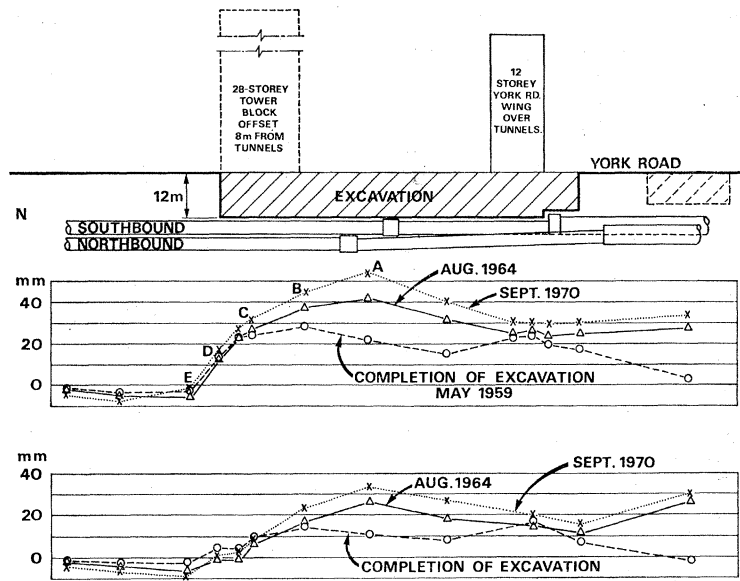 28-STOREY
TOWER
BLOCK
OFFSET
8m FROM
TUNNELS
12
STOREY
YORK RD.
WING
OVER
TUNNELS.
YORK ROAD
12m
EXCAVATION
N
SOUTHBOUND
NORTHBOUND
mm
40
20
0
A
B
C
D
E
AUG. 1964
SEPT. 1970
COMPLETION OF EXCAVATION
MAY 1959
mm
40
20
0
SEPT. 1970
AUG. 1964
COMPLETION OF EXCAVATION